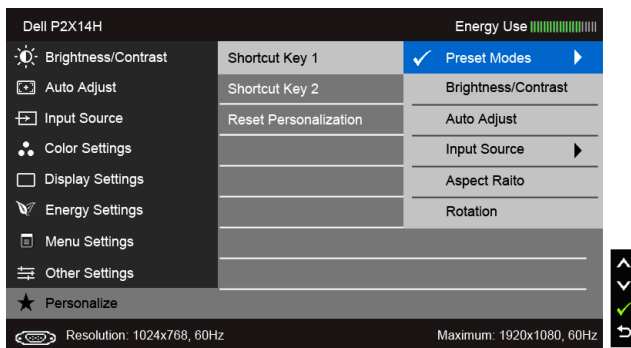 Dell P2X14H
Energy Use
Brightness/Contrast
Auto Adjust
Input Source
Color Settings
Display Settings
Energy Settings
Menu Settings
Other Settings
Personalize
Shortcut Key 1
Shortcut Key 2
Reset Personalization
Preset Modes
Brightness/Contrast
Auto Adjust
Input Source
Aspect Raito
Rotation
Resolution: 1024x768, 60Hz
Maximum: 1920x1080, 60Hz